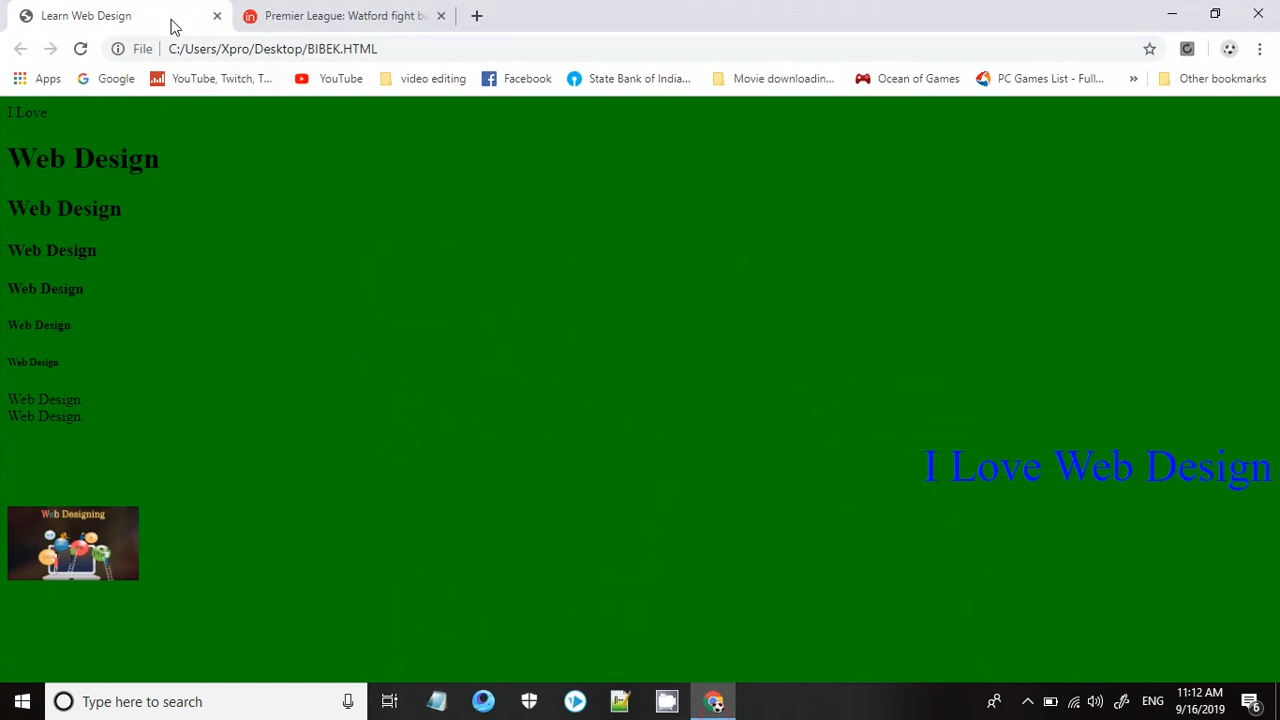 Learn Web Design
Premier League: Watford fight ba
File C:/Users/Xpro/Desktop/BIBEK.HTML
Apps Google YouTube, Twitch, T... YouTube video editing Facebook State Bank of India... Movie downloadin... Ocean of Games PC Games List - Full... » Other bookmarks
I Love
Web Design
Web Design
Web Design
Web Design
Web Design
Web Design
Web Design
Web Design
I Love Web Design
Web Designing
Type here to search
ENG
11:12 AM
9/16/2019
6